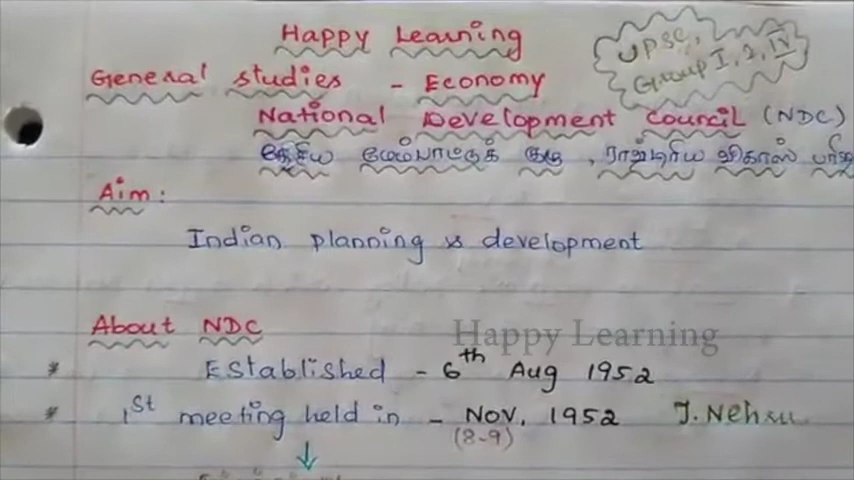 Happy Learning
UPSC,
Group I, 2, IV
General studies - Economy
National Development Council (NDC)
தேசிய மேம்பாட்டுக் குழு, ராஷ்ட்ரிய விகாஸ்
Aim:
Indian planning & development
About NDC
Happy Learning
* Established - 6th Aug 1952
* 1st meeting held in - Nov, 1952 J. Nehru
(8-9)